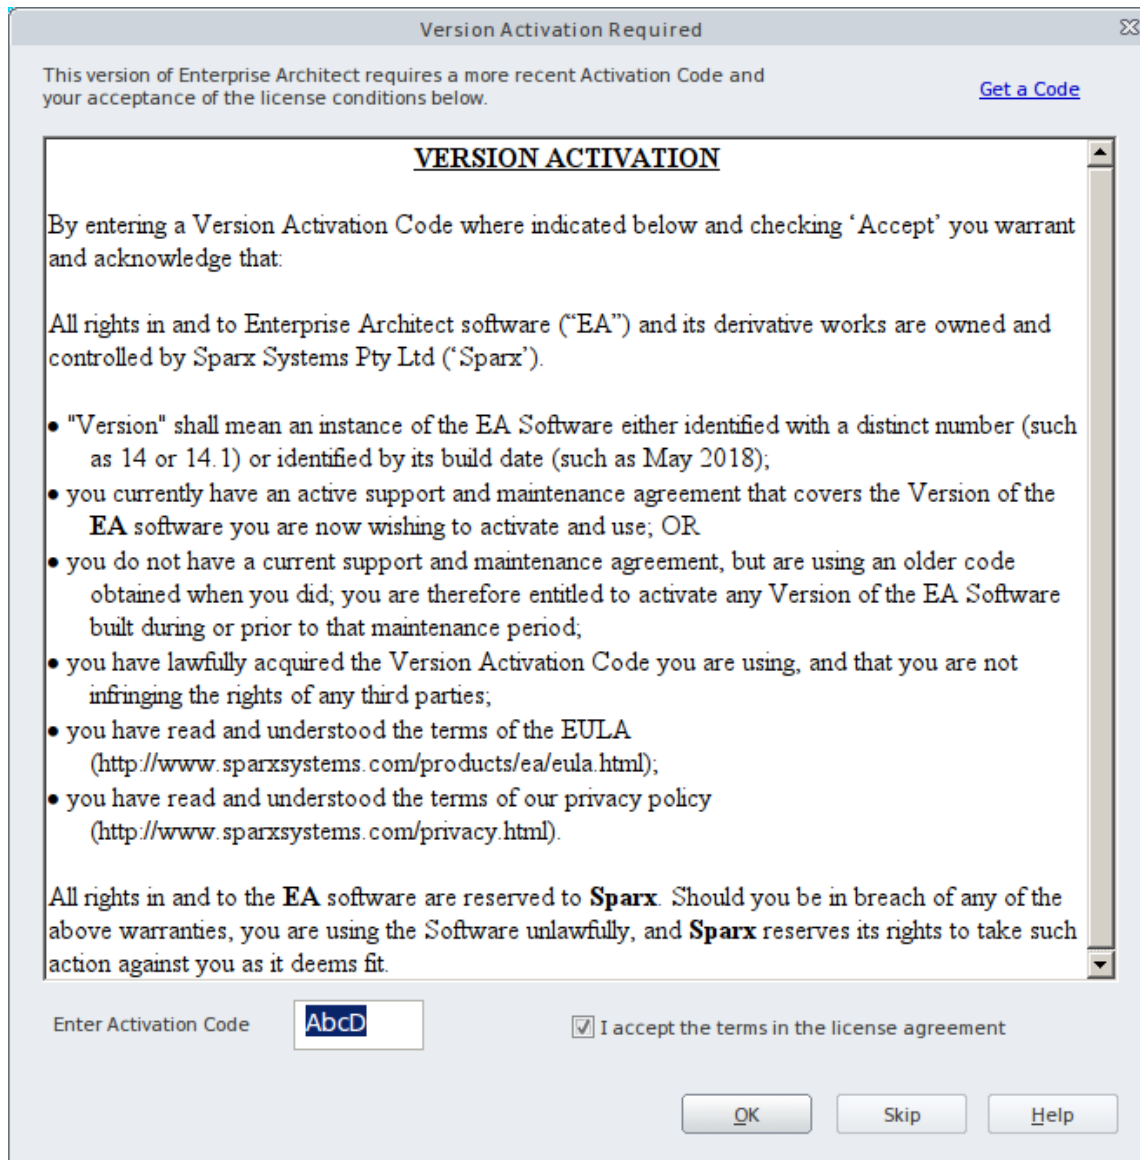 Version Activation Required
This version of Enterprise Architect requires a more recent Activation Code and
your acceptance of the license conditions below.
Get a Code
VERSION ACTIVATION
By entering a Version Activation Code where indicated below and checking ‘Accept’ you warrant
and acknowledge that:
All rights in and to Enterprise Architect software (“EA”) and its derivative works are owned and
controlled by Sparx Systems Pty Ltd (‘Sparx’).
● "Version" shall mean an instance of the EA Software either identified with a distinct number (such
as 14 or 14.1) or identified by its build date (such as May 2018);
● you currently have an active support and maintenance agreement that covers the Version of the
EA software you are now wishing to activate and use; OR
● you do not have a current support and maintenance agreement, but are using an older code
obtained when you did; you are therefore entitled to activate any Version of the EA Software
built during or prior to that maintenance period;
● you have lawfully acquired the Version Activation Code you are using, and that you are not
infringing the rights of any third parties;
● you have read and understood the terms of the EULA
(http://www.sparxsystems.com/products/ea/eula.html);
● you have read and understood the terms of our privacy policy
(http://www.sparxsystems.com/privacy.html).
All rights in and to the EA software are reserved to Sparx. Should you be in breach of any of the
above warranties, you are using the Software unlawfully, and Sparx reserves its rights to take such
action against you as it deems fit.
Enter Activation Code
AbcD
I accept the terms in the license agreement
OK
Skip
Help